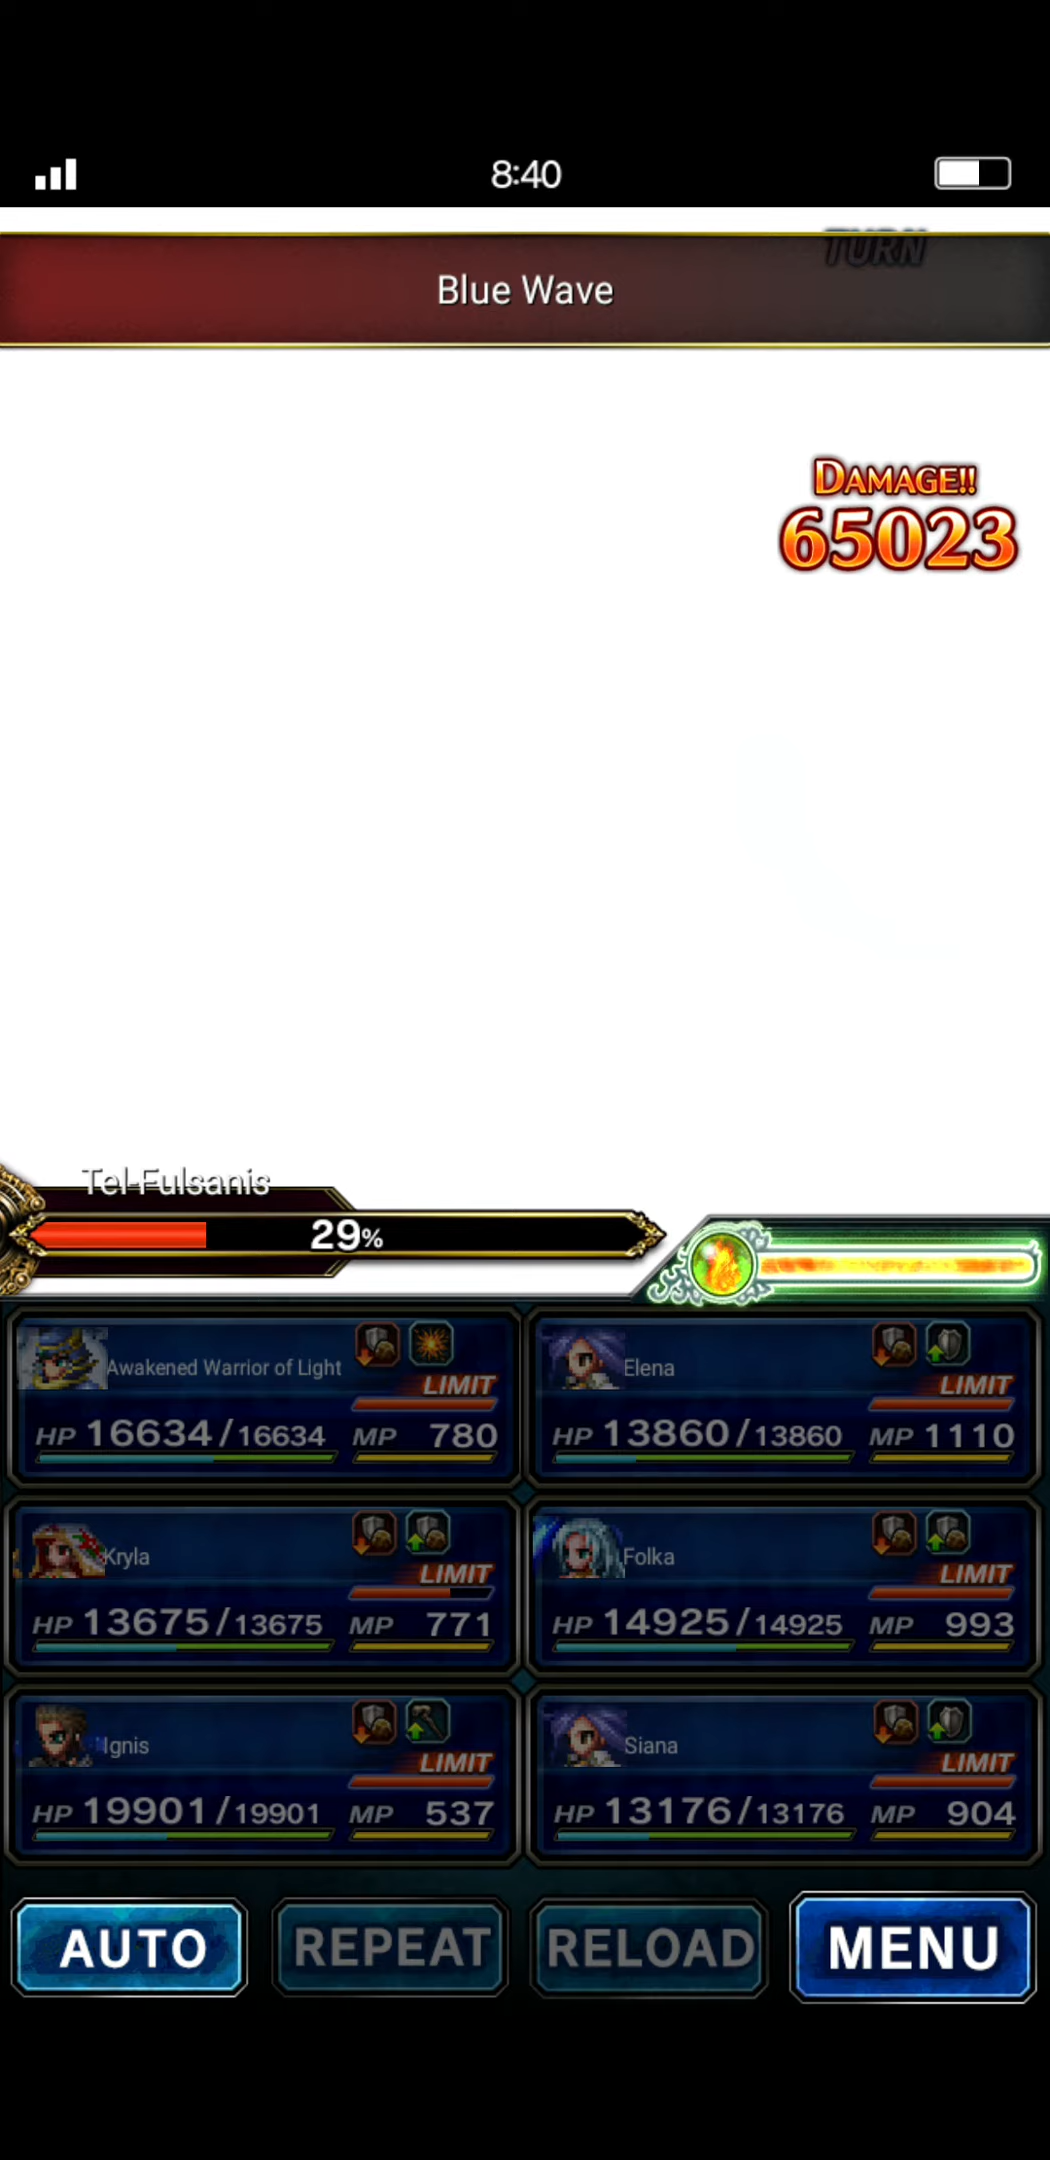 8:40
TURN
Blue Wave
DAMAGE!!
65023
Tel-Fulsanis
29%
Awakened Warrior of Light
LIMIT
HP 16634/16634 MP 780
Elena
LIMIT
HP 13860/13860 MP 1110
Kryla
LIMIT
HP 13675/13675 MP 771
Folka
LIMIT
HP 14925/14925 MP 993
Ignis
LIMIT
HP 19901/19901 MP 537
Siana
LIMIT
HP 13176/13176 MP 904
AUTO
REPEAT
RELOAD
MENU